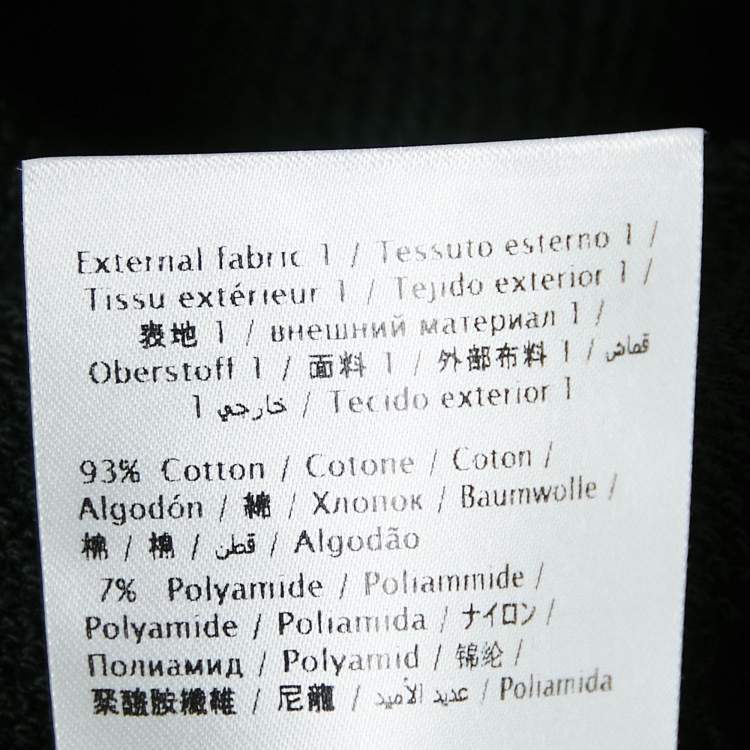 External fabric 1 / Tessuto esterno 1 /
Tissu extérieur 1 / Tejido exterior 1 /
表地 1 / внешний материал 1 /
Oberstoff 1 / 面料 1 / 外部布料 1 / قماش
خارجي 1 / Tecido exterior 1
93% Cotton / Cotone / Coton /
Algodón / 綿 / Хлопок / Baumwolle /
棉 / 棉 / قطن / Algodão
7% Polyamide / Poliammide /
Polyamide / Poliamida / ナイロン /
Полиамид / Polyamid / 锦纶 /
聚醯胺纖維 / 尼龍 / عديد الأميد / Poliamida